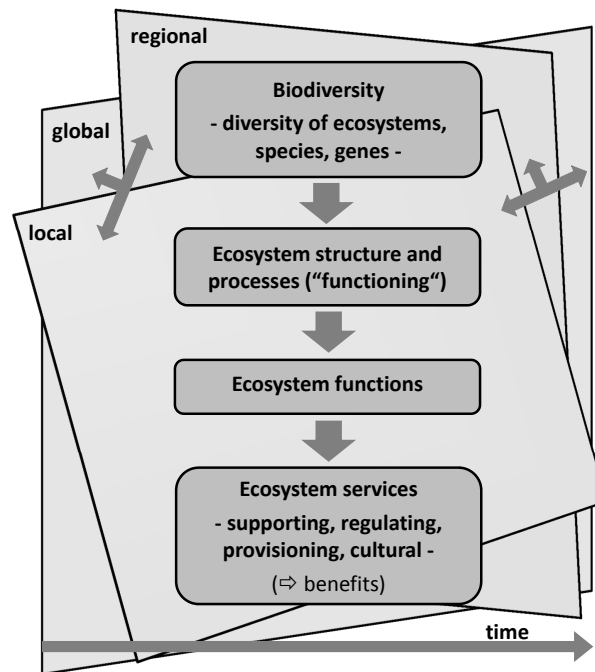 regional
Biodiversity
- diversity of ecosystems,
species, genes -
global
local
Ecosystem structure and
processes (“functioning“)
Ecosystem functions
Ecosystem services
- supporting, regulating,
provisioning, cultural -
(⇨ benefits)
time